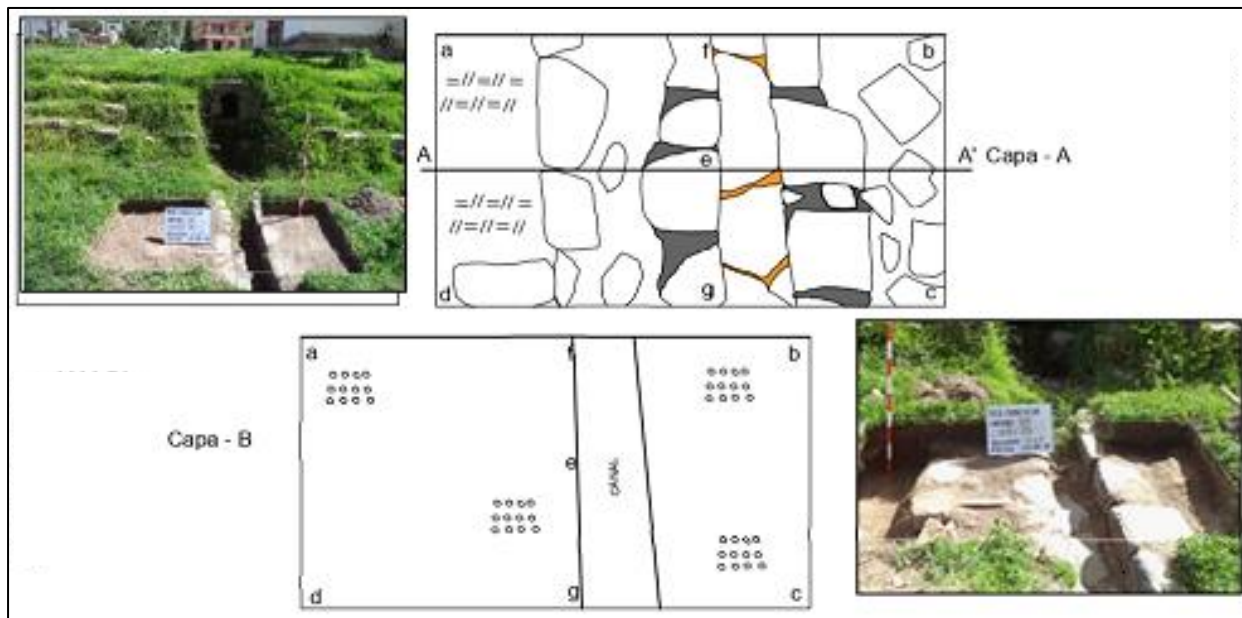 a
f
b
=//=//=
//=//=//
A
e
A' Capa - A
=//=//=
//=//=//
d
g
c
a
f
b
Capa - B
e
CANAL
d
g
c